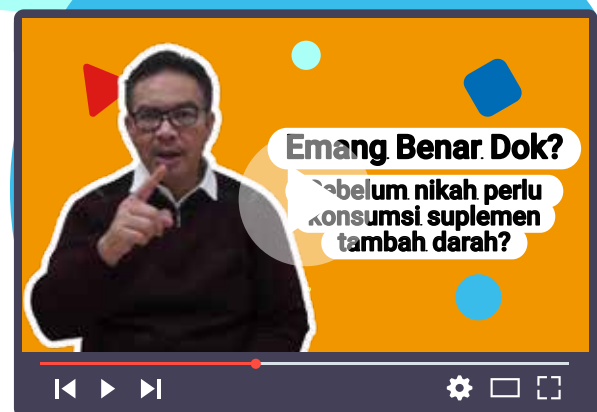 Emang Benar Dok?
Sebelum nikah perlu
konsumsi suplemen
tambah darah?